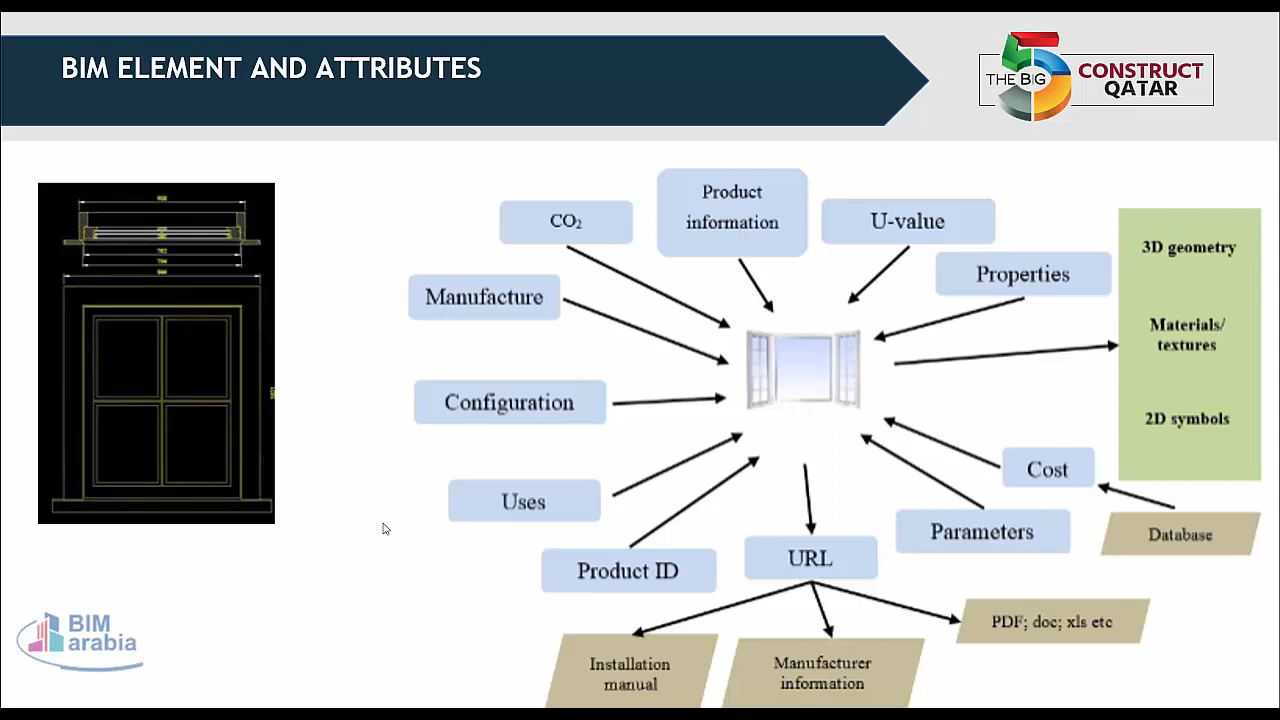 BIM ELEMENT AND ATTRIBUTES
THE BIG
5
CONSTRUCT
QATAR
Product
information
CO₂
U-value
Properties
Manufacture
3D geometry
Materials/
textures
2D symbols
Configuration
Cost
Uses
Parameters
Database
Product ID
URL
PDF; doc; xls etc
Installation
manual
Manufacturer
information
BIM
arabia